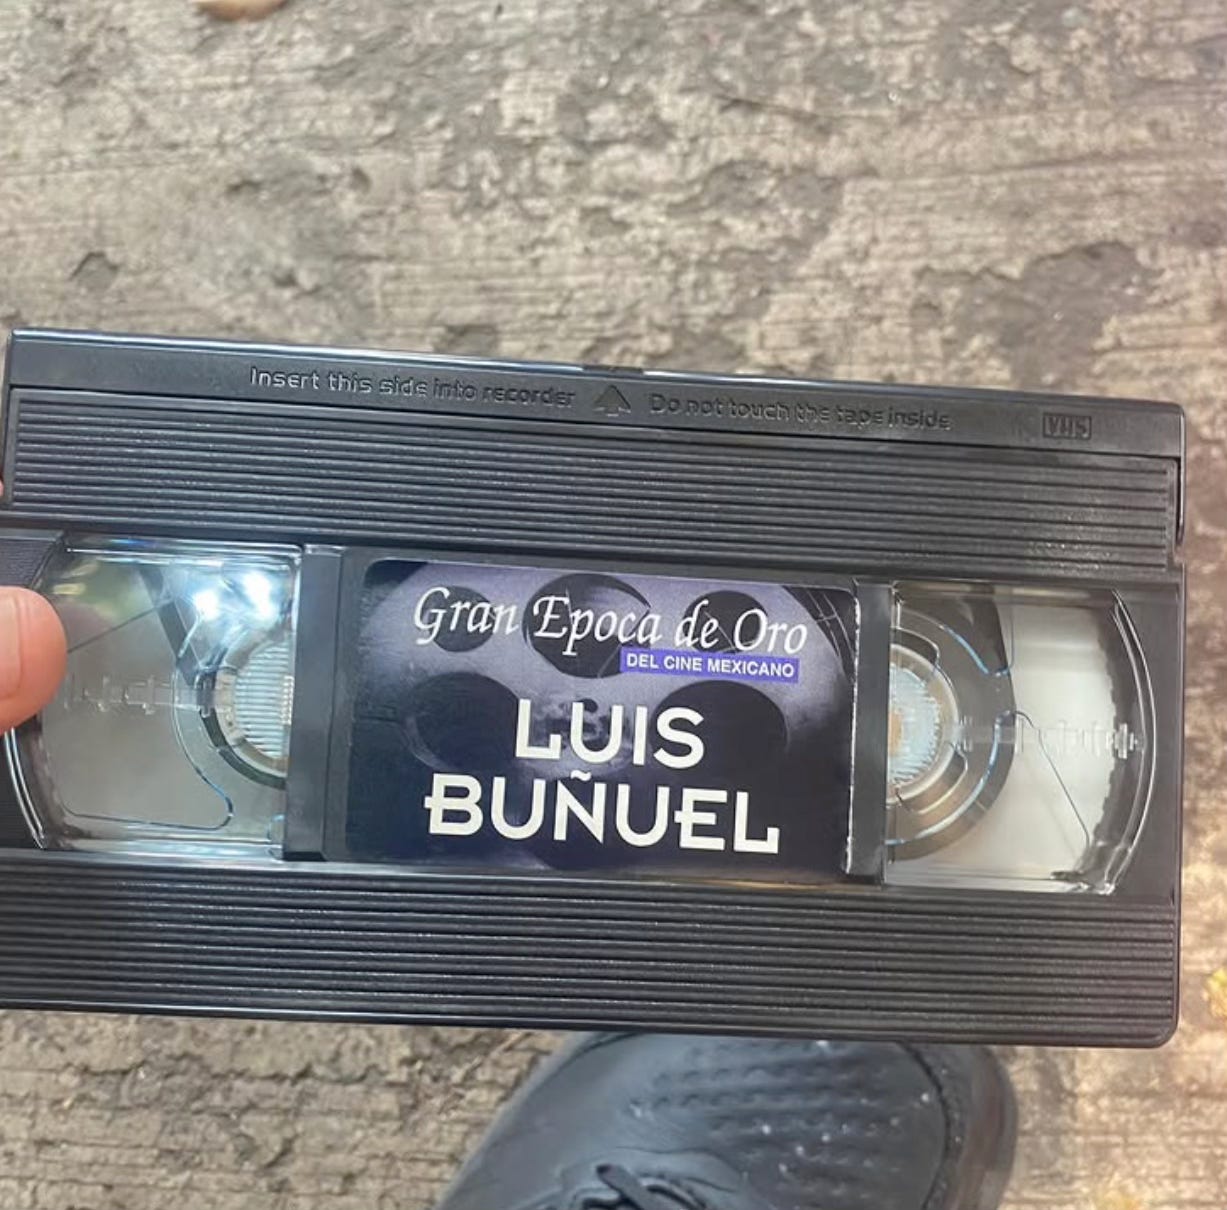 Insert this side into recorder Do not touch the tape inside VHS
Gran Epoca de Oro
DEL CINE MEXICANO
LUIS
BUÑUEL